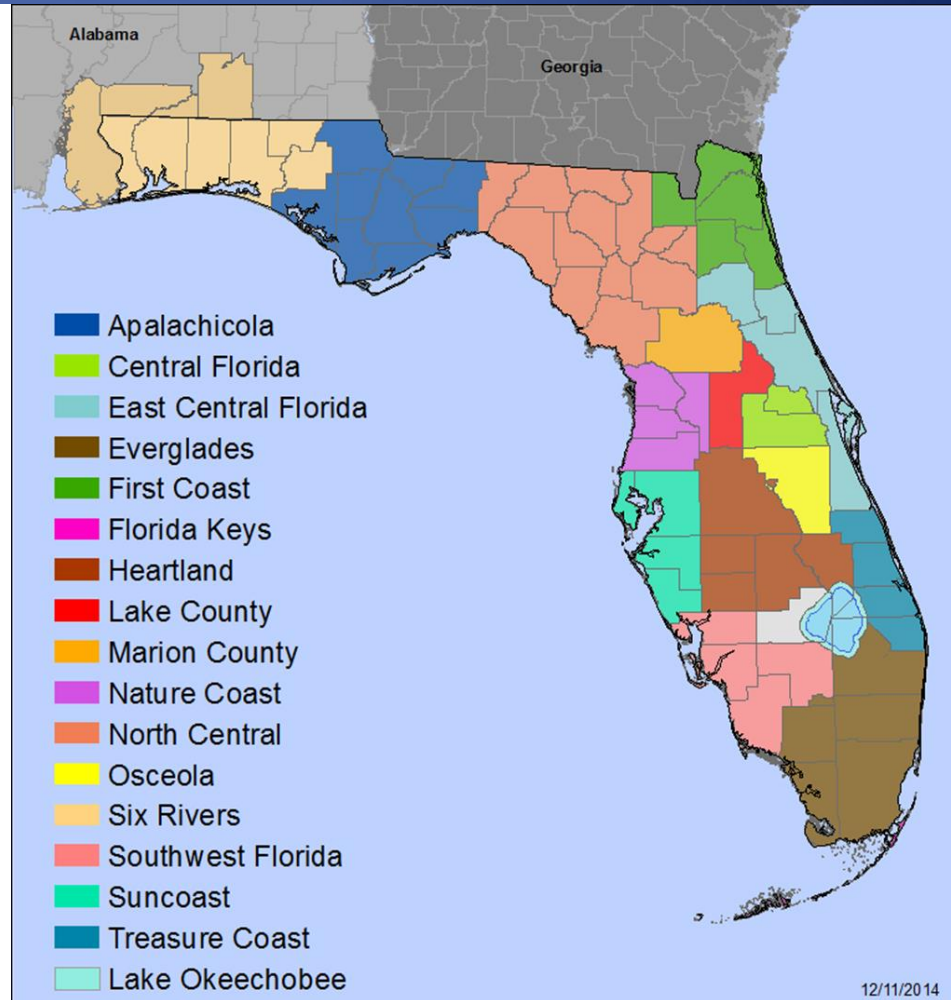 Alabama
Georgia
Apalachicola
Central Florida
East Central Florida
Everglades
First Coast
Florida Keys
Heartland
Lake County
Marion County
Nature Coast
North Central
Osceola
Six Rivers
Southwest Florida
Suncoast
Treasure Coast
Lake Okeechobee
12/11/2014